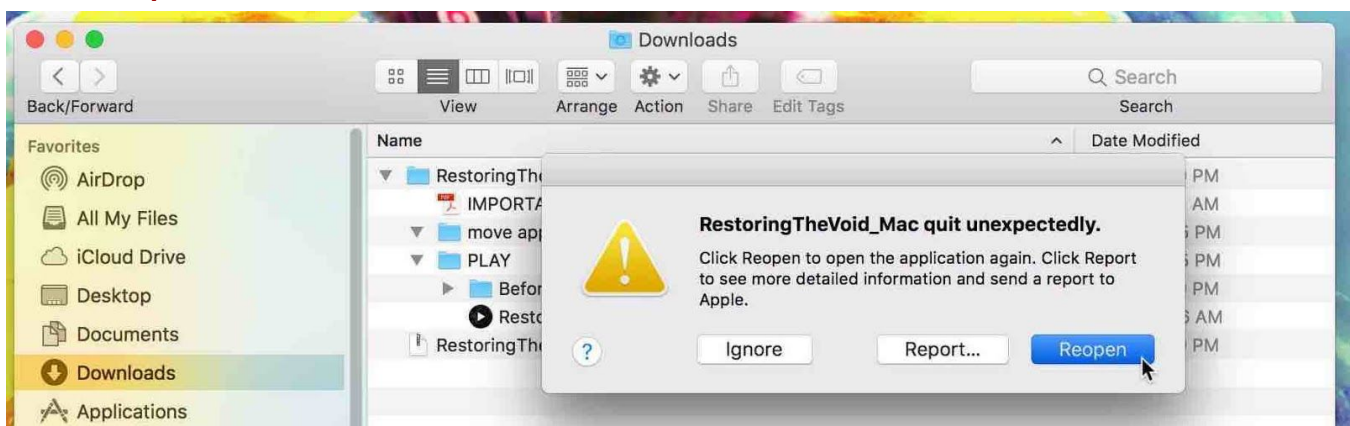 Downloads
Back/Forward
View
Arrange
Action
Share
Edit Tags
Search
Search
Favorites
AirDrop
All My Files
iCloud Drive
Desktop
Documents
Downloads
Applications
Name
Date Modified
RestoringThe
IMPORTA
move app
PLAY
Befor
Resto
RestoringThe
PM
AM
PM
PM
PM
AM
PM
RestoringTheVoid_Mac quit unexpectedly.
Click Reopen to open the application again. Click Report
to see more detailed information and send a report to
Apple.
?
Ignore
Report...
Reopen